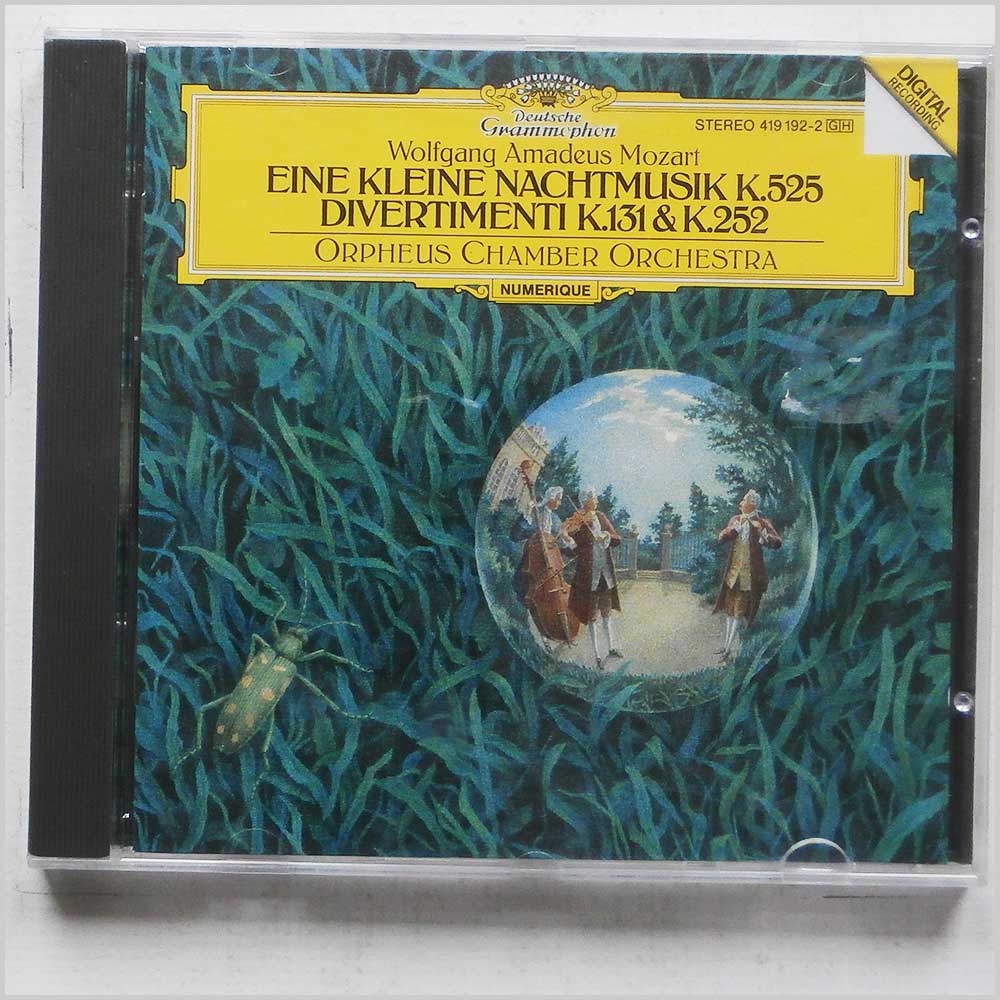 Deutsche
Grammophon
STEREO 419 192-2 GH
DIGITAL
RECORDING
Wolfgang Amadeus Mozart
EINE KLEINE NACHTMUSIK K.525
DIVERTIMENTI K.131 & K.252
ORPHEUS CHAMBER ORCHESTRA
NUMERIQUE